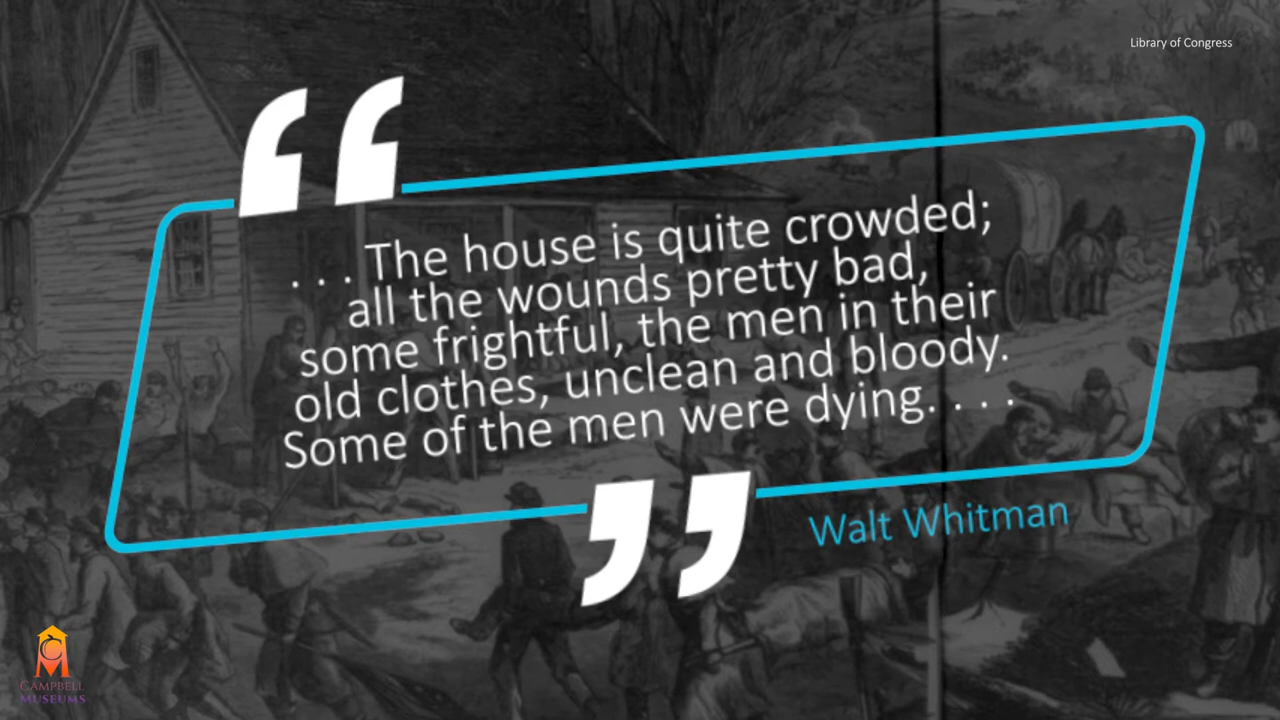 Library of Congress
“
. . . The house is quite crowded;
all the wounds pretty bad,
some frightful, the men in their
old clothes, unclean and bloody.
Some of the men were dying. . . .
”
Walt Whitman
CAMPBELL
MUSEUMS